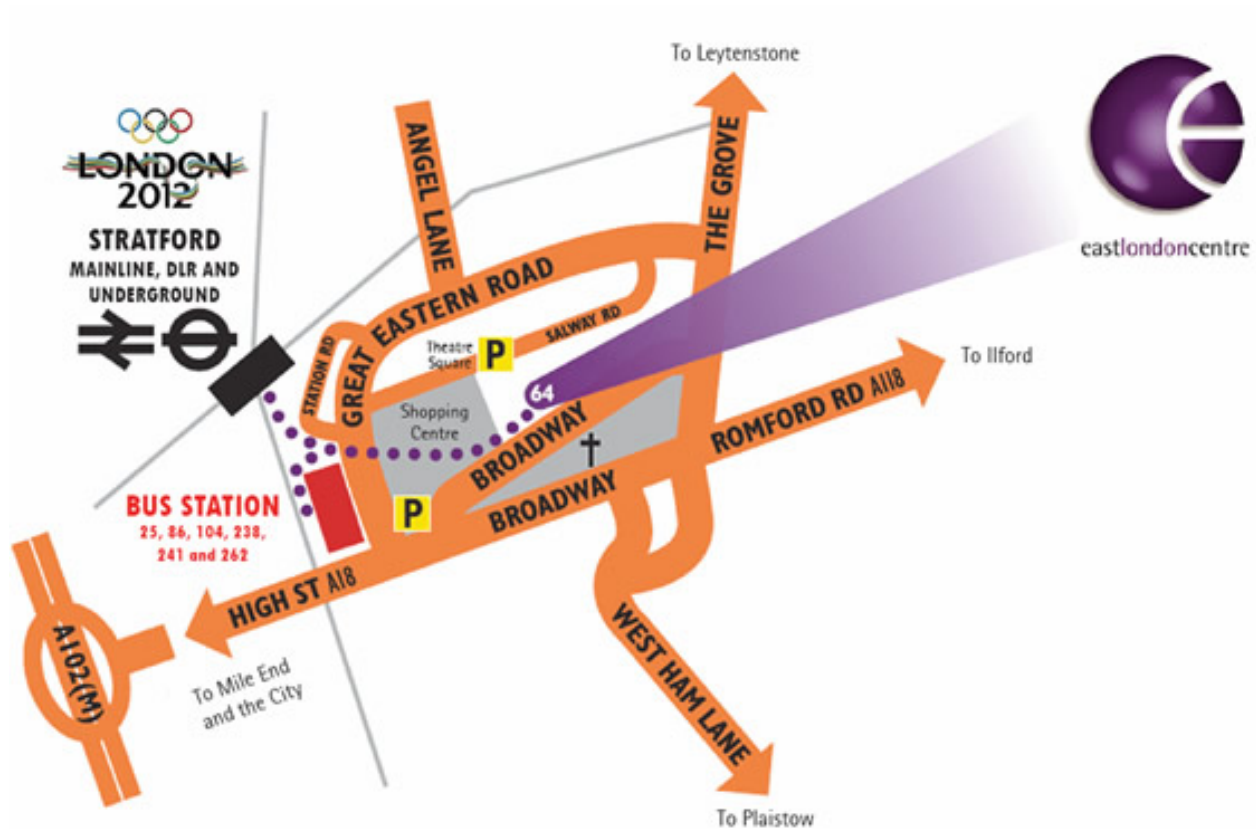 To Leytenstone
LONDON
2012
STRATFORD
MAINLINE, DLR AND
UNDERGROUND
ANGEL LANE
THE GROVE
eastlondoncentre
GREAT EASTERN ROAD
STATION RD
Theatre
Square
P
SALWAY RD
To Ilford
64
Shopping
Centre
ROMFORD RD A118
BROADWAY
BROADWAY
P
BUS STATION
25, 86, 104, 238,
241 and 262
HIGH ST A18
A102(M)
To Mile End
and the City
WEST HAM LANE
To Plaistow